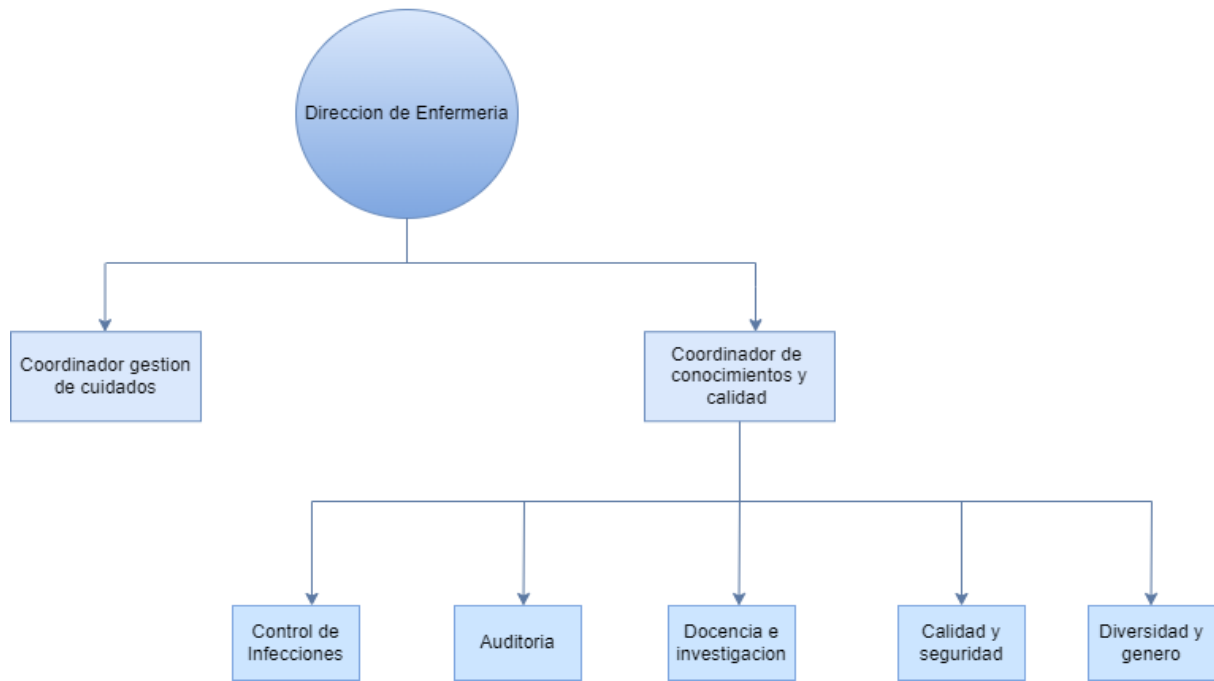 Direccion de Enfermeria
Coordinador gestion
de cuidados
Coordinador de
conocimientos y
calidad
Control de
Infecciones
Auditoria
Docencia e
investigacion
Calidad y
seguridad
Diversidad y
genero